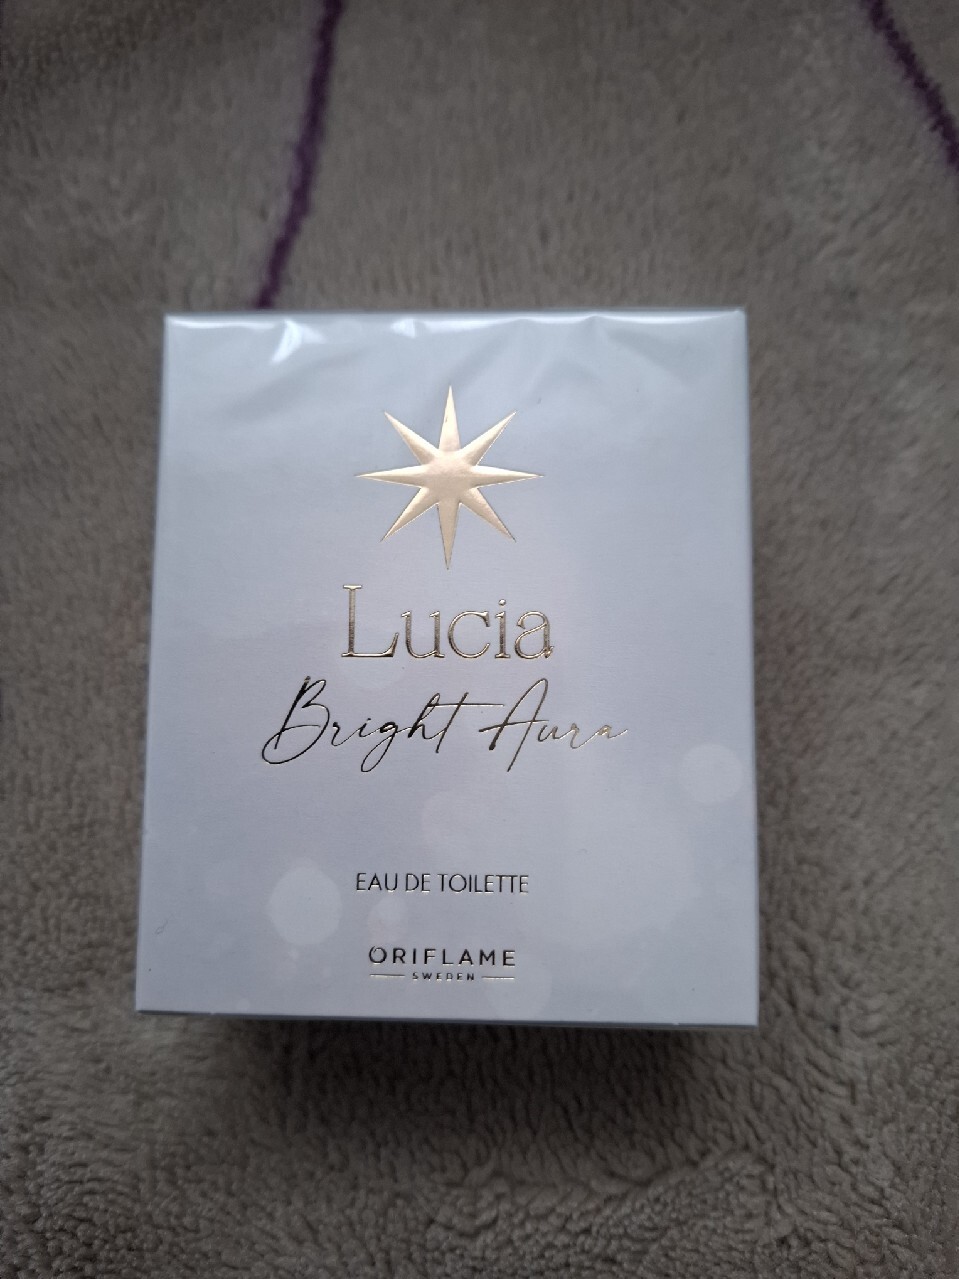 Lucia
Bright Aura
EAU DE TOILETTE
ORIFLAME
SWEDEN